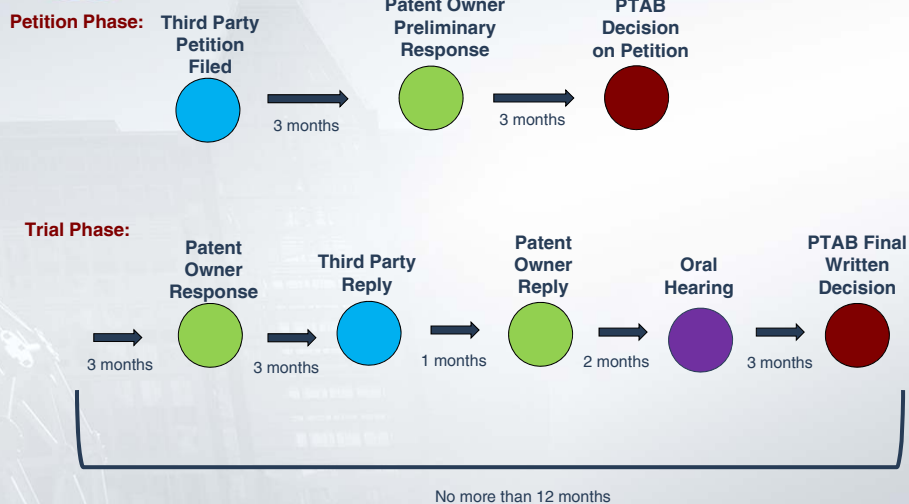 Petition Phase:
Third Party
Petition
Filed
Patent Owner
Preliminary
Response
PTAB
Decision
on Petition
3 months
3 months
Trial Phase:
Patent
Owner
Response
Third Party
Reply
Patent
Owner
Reply
Oral
Hearing
PTAB Final
Written
Decision
3 months
3 months
1 months
2 months
3 months
No more than 12 months